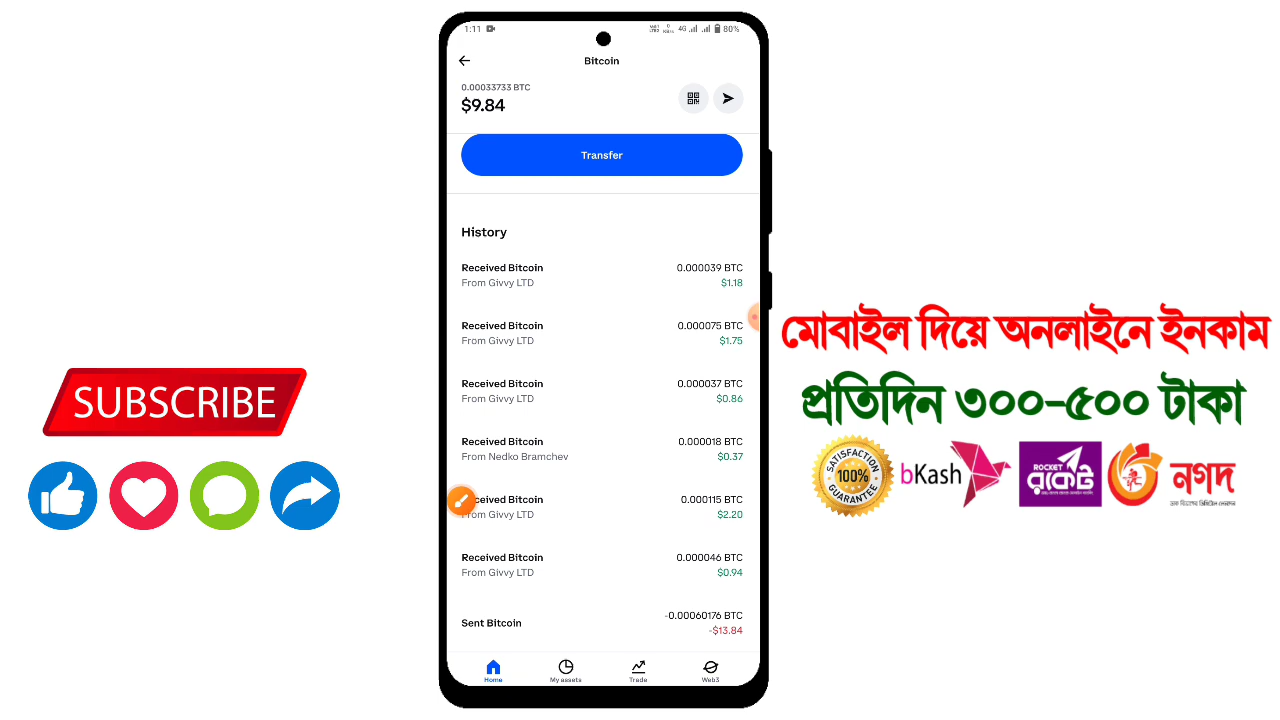 1:11
4G 80%
Bitcoin
0.00033733 BTC
$9.84
Transfer
History
Received Bitcoin 0.000039 BTC
From Givvy LTD $1.18
Received Bitcoin 0.000075 BTC
From Givvy LTD $1.75
Received Bitcoin 0.000037 BTC
From Givvy LTD $0.86
Received Bitcoin 0.000018 BTC
From Nedko Bramchev $0.37
ceived Bitcoin 0.000115 BTC
From Givvy LTD $2.20
Received Bitcoin 0.000046 BTC
From Givvy LTD $0.94
Sent Bitcoin -0.00060176 BTC
-$13.84
Home My assets Trade Web3
SUBSCRIBE
মোবাইল দিয়ে অনলাইনে ইনকাম
প্রতিদিন ৩০০-৫০০ টাকা
SATISFACTION
100%
GUARANTEE
bKash
ROCKET
রকেট
নগদ